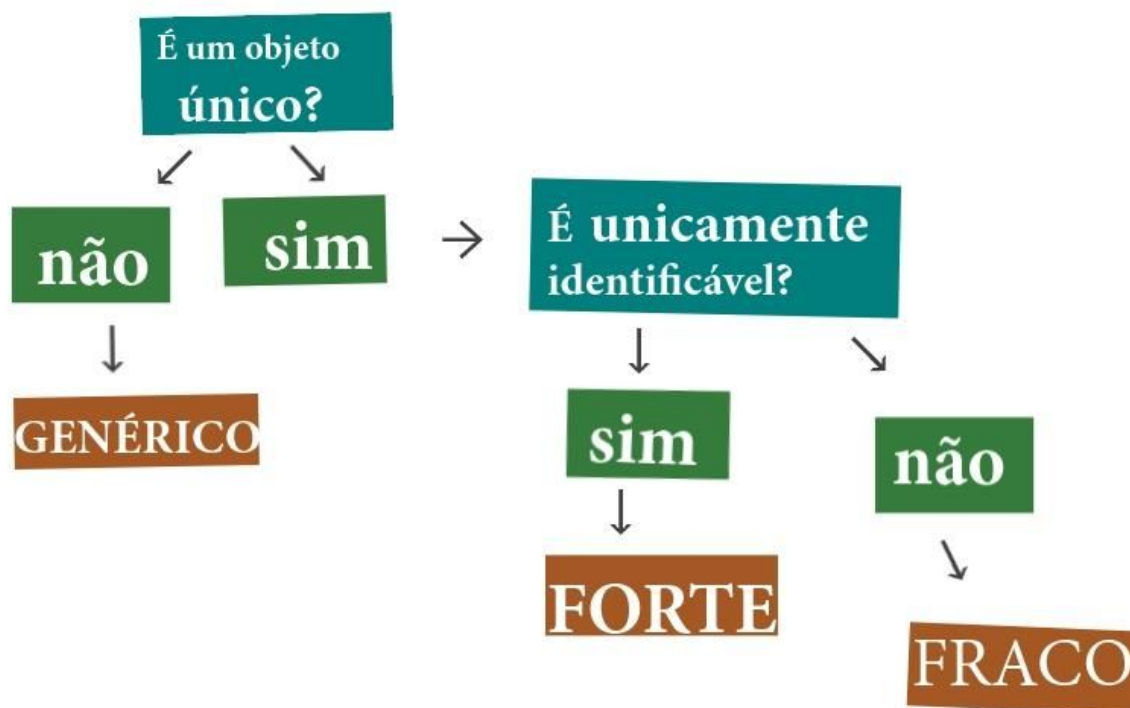 É um objeto
único?
não
sim
GENÉRICO
É unicamente
identificável?
sim
não
FORTE
FRACO